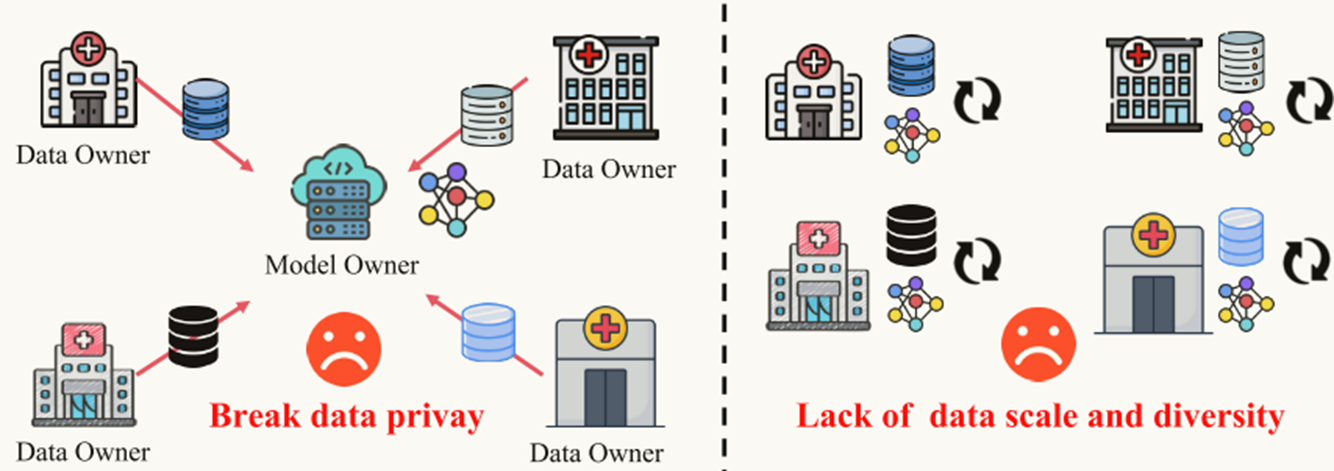 Data Owner
Data Owner
</>
Model Owner
Break data privay
Data Owner
Data Owner
Lack of data scale and diversity